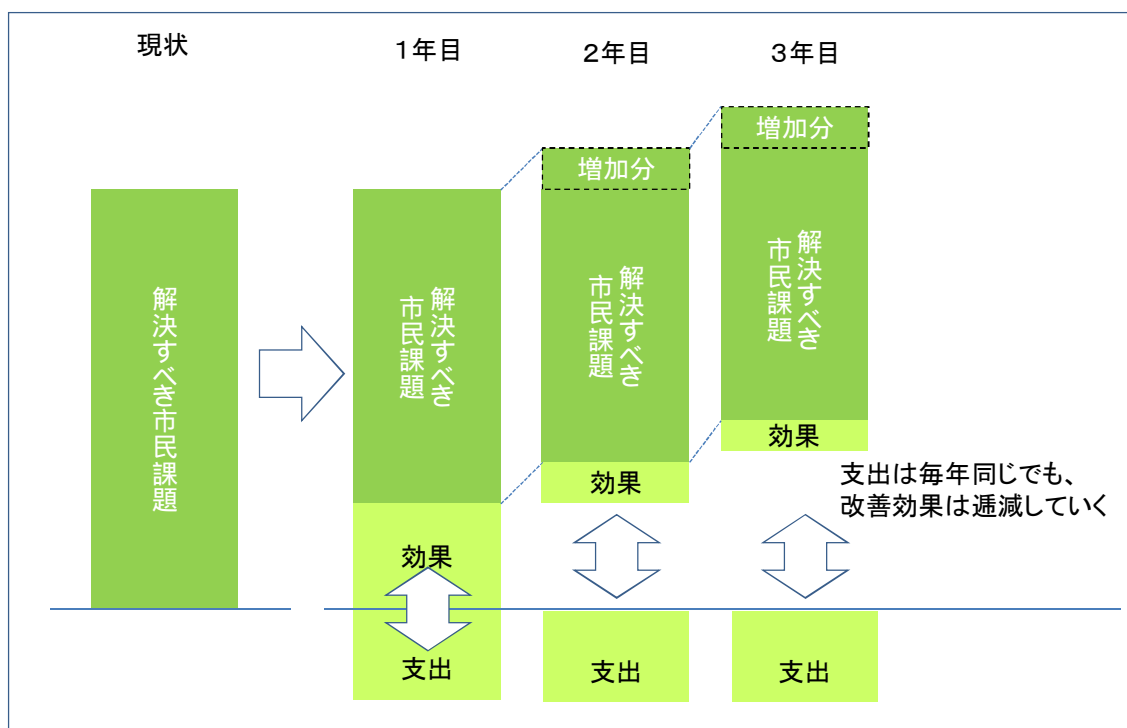 現状
1年目
2年目
3年目
解決すべき市民課題
解決すべき
市民課題
効果
支出
増加分
解決すべき
市民課題
効果
支出
増加分
解決すべき
市民課題
効果
支出
支出は毎年同じでも、
改善効果は逓減していく